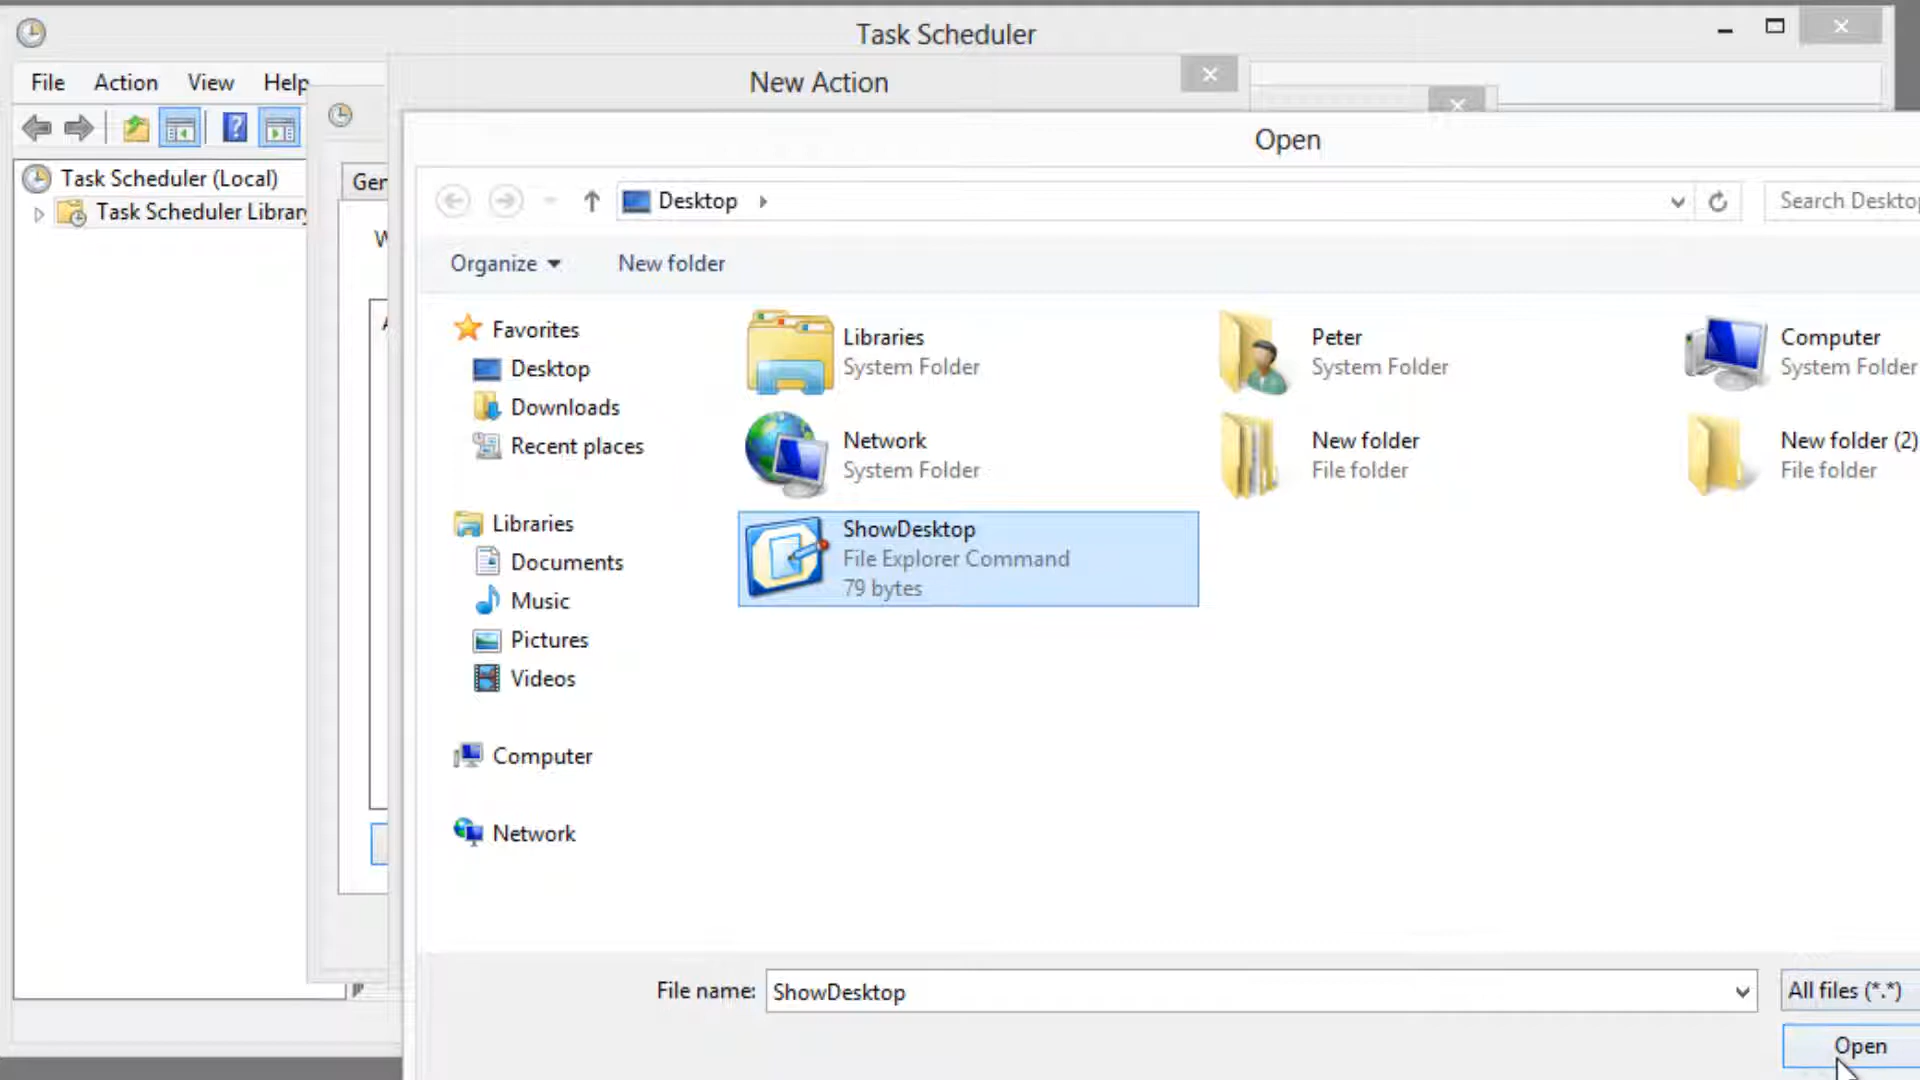 Task Scheduler
File Action View Help
New Action
Open
Task Scheduler (Local)
Task Scheduler Library
Ger
Desktop
Search Desktop
Organize
New folder
Favorites
Desktop
Downloads
Recent places
Libraries
Documents
Music
Pictures
Videos
Computer
Network
Libraries
System Folder
Peter
System Folder
Computer
System Folder
Network
System Folder
New folder
File folder
New folder (2)
File folder
ShowDesktop
File Explorer Command
79 bytes
File name: ShowDesktop
All files (*.*)
Open